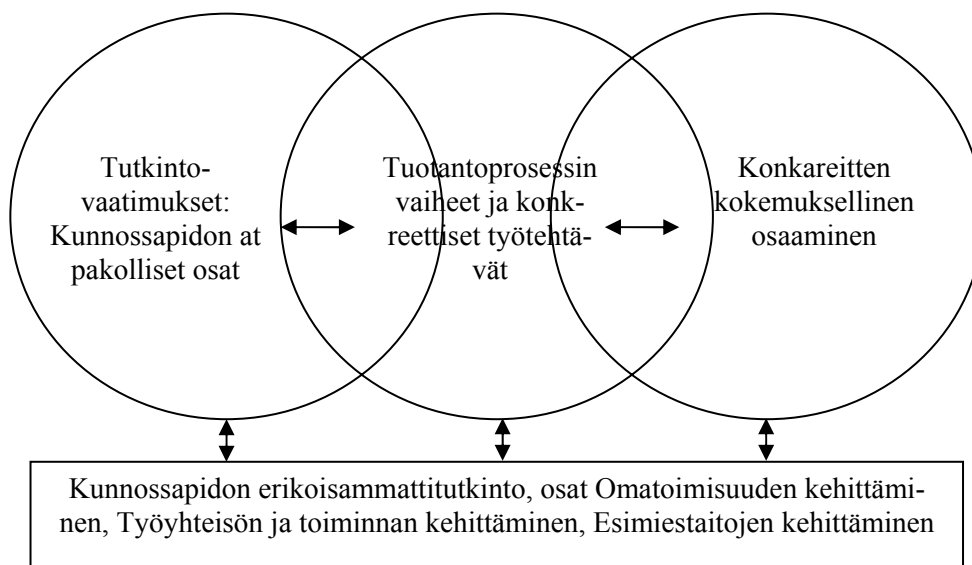 Tutkinto-
vaatimukset:
Kunnossapidon at
pakolliset osat
Tuotantoprosessin
vaiheet ja konk-
reettiset työtehtä-
vät
Konkareitten
kokemuksellinen
osaaminen
Kunnossapidon erikoisammattitutkinto, osat Omatoimisuuden kehittämi-
nen, Työyhteisön ja toiminnan kehittäminen, Esimiestaitojen kehittäminen